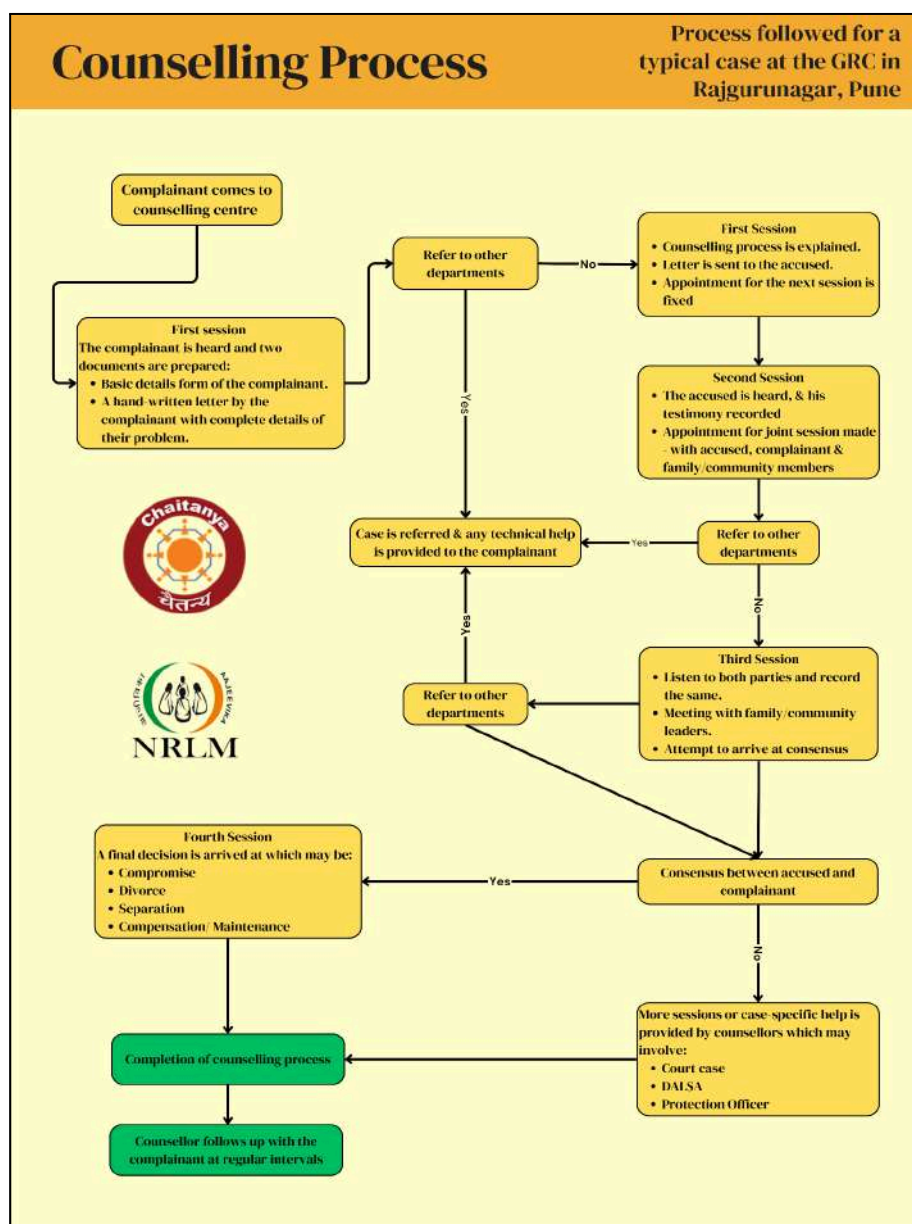 Counselling Process
Process followed for a
typical case at the GRC in
Rajgurunagar, Pune
Complainant comes to
counselling centre
First session
The complainant is heard and two
documents are prepared:
• Basic details form of the complainant.
• A hand-written letter by the
complainant with complete details of
their problem.
Refer to other
departments
No
Yes
First Session
• Counselling process is explained.
• Letter is sent to the accused.
• Appointment for the next session is
fixed
Second Session
• The accused is heard, & his
testimony recorded
• Appointment for joint session made
- with accused, complainant &
family/community members
Refer to other
departments
Yes
No
Case is referred & any technical help
is provided to the complainant
Third Session
• Listen to both parties and record
the same.
• Meeting with family/community
leaders.
• Attempt to arrive at consensus
Refer to other
departments
Yes
Chaitanya
चैतन्य
AAJEEVIKA
NRLM
Consensus between accused and
complainant
Yes
No
Fourth Session
A final decision is arrived at which may be:
• Compromise
• Divorce
• Separation
• Compensation/ Maintenance
More sessions or case-specific help is
provided by counsellors which may
involve:
• Court case
• DALSA
• Protection Officer
Completion of counselling process
Counsellor follows up with the
complainant at regular intervals